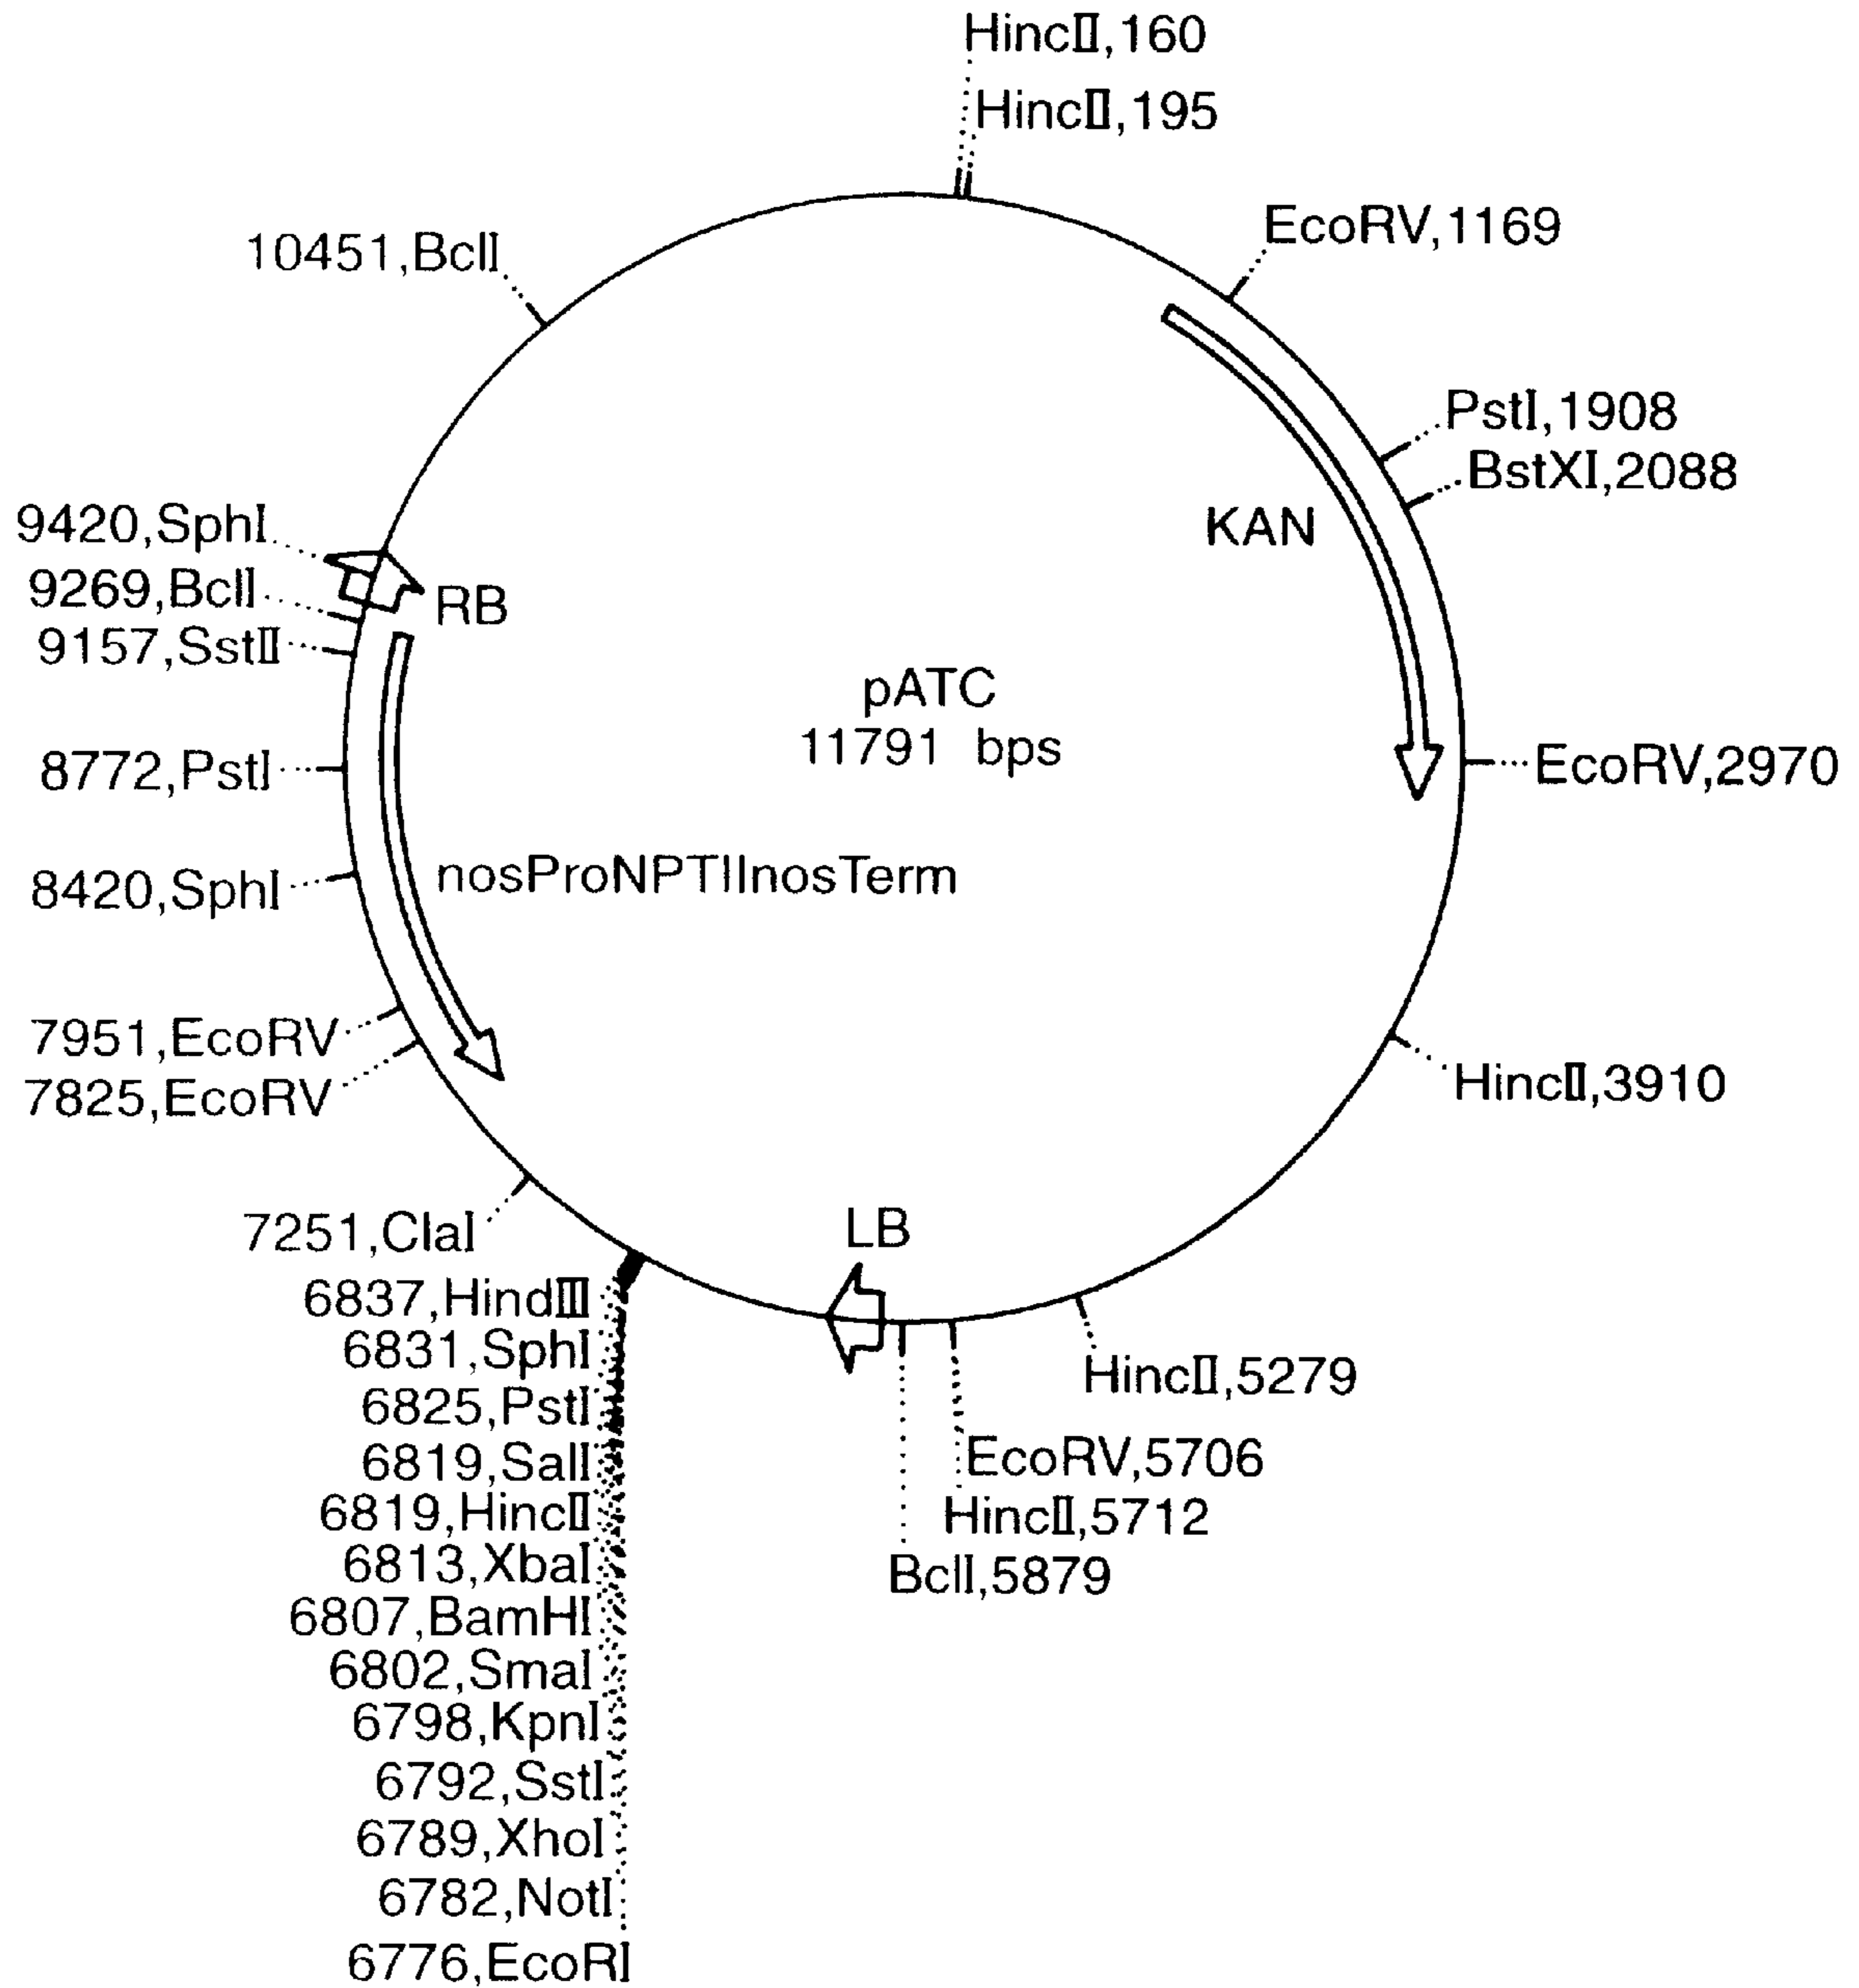 HincⅡ,160
HincⅡ,195
EcoRV,1169
10451,BclI
PstI,1908
BstXI,2088
KAN
9420,SphI
9269,BclI
RB
9157,SstⅡ
pATC
11791 bps
8772,PstI
EcoRV,2970
8420,SphI
nosProNPTIInosTerm
7951,EcoRV
7825,EcoRV
HincⅡ,3910
7251,ClaI
LB
6837,HindⅢ
6831,SphI
HincⅡ,5279
6825,PstI
6819,SalI
EcoRV,5706
6819,HincⅡ
HincⅡ,5712
6813,XbaI
BclI,5879
6807,BamHI
6802,SmaI
6798,KpnI
6792,SstI
6789,XhoI
6782,NotI
6776,EcoRI